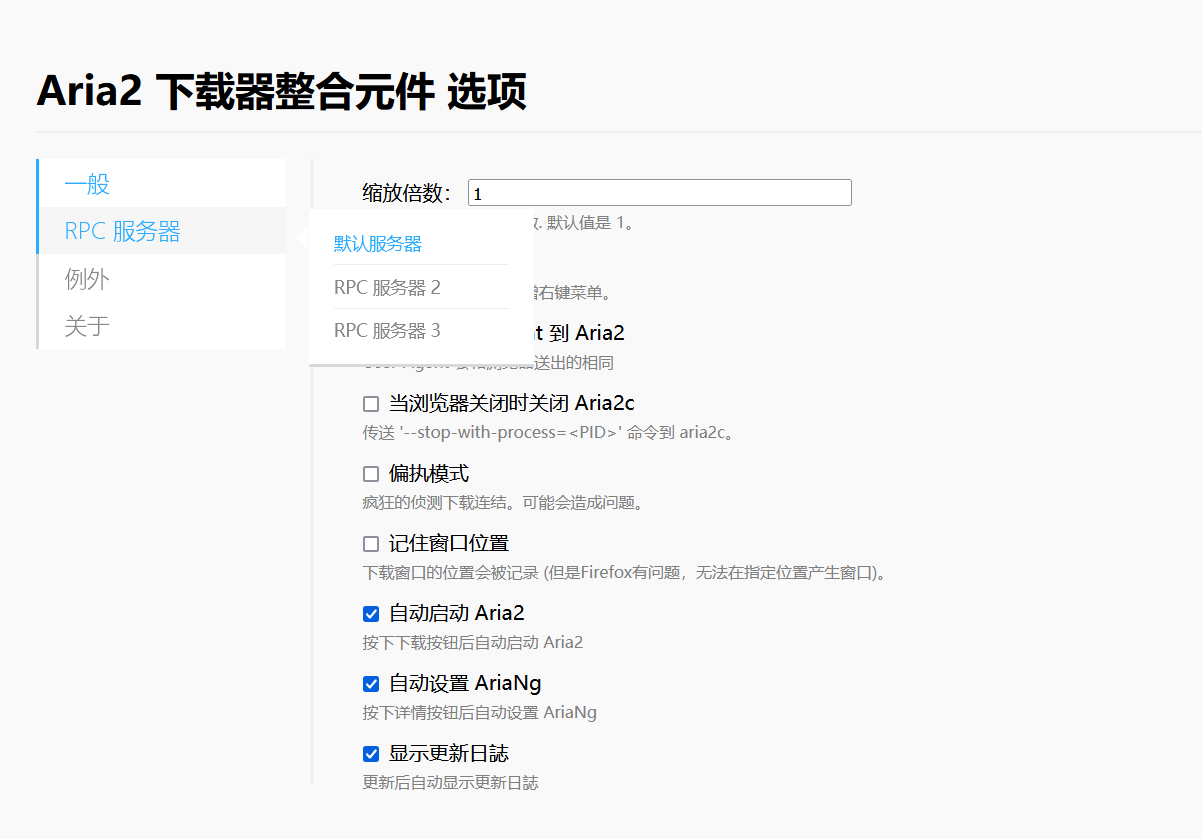 Aria2 下载器整合元件 选项
一般
RPC 服务器
例外
关于
默认服务器
RPC 服务器 2
RPC 服务器 3
缩放倍数： 1
默认值是 1。
右键菜单。
到 Aria2
送出的相同
当浏览器关闭时关闭 Aria2c
传送 '--stop-with-process=<PID>' 命令到 aria2c。
偏执模式
疯狂的侦测下载连结。可能会造成问题。
记住窗口位置
下载窗口的位置会被记录 (但是Firefox有问题，无法在指定位置产生窗口)。
自动启动 Aria2
按下下载按钮后自动启动 Aria2
自动设置 AriaNg
按下详情按钮后自动设置 AriaNg
显示更新日誌
更新后自动显示更新日誌